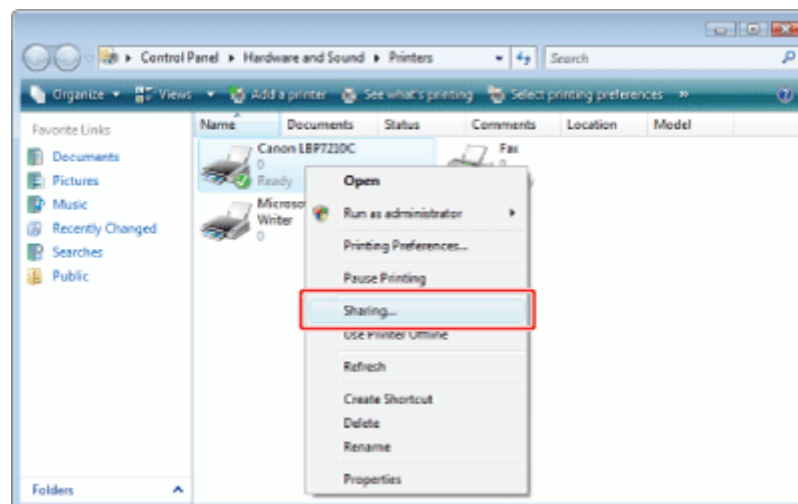 Control Panel ▸ Hardware and Sound ▸ Printers
Search
Organize Views Add a printer See what's printing Select printing preferences »
Favorite Links
Documents
Pictures
Music
Recently Changed
Searches
Public
Folders
Name Documents Status Comments Location Model
Canon LBP7210C
0
Ready
Fax
0
Microsof
Writer
0
Open
Run as administrator
Printing Preferences...
Pause Printing
Sharing...
Use Printer Offline
Refresh
Create Shortcut
Delete
Rename
Properties